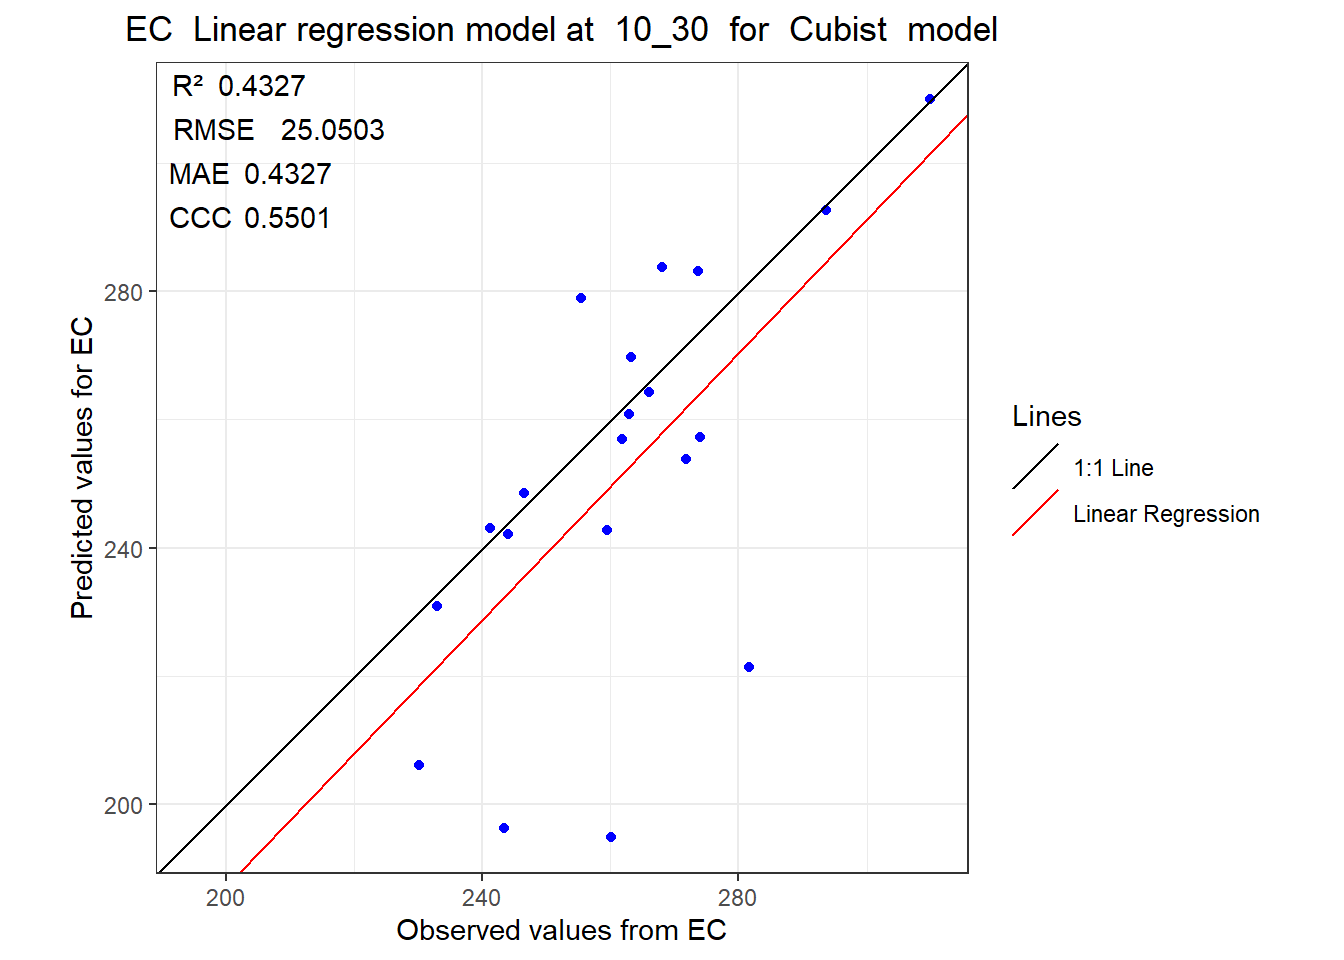 EC Linear regression model at 10_30 for Cubist model
R² 0.4327
RMSE 25.0503
MAE 0.4327
CCC 0.5501
280
240
200
Predicted values for EC
200 240 280
Observed values from EC
Lines
1:1 Line
Linear Regression